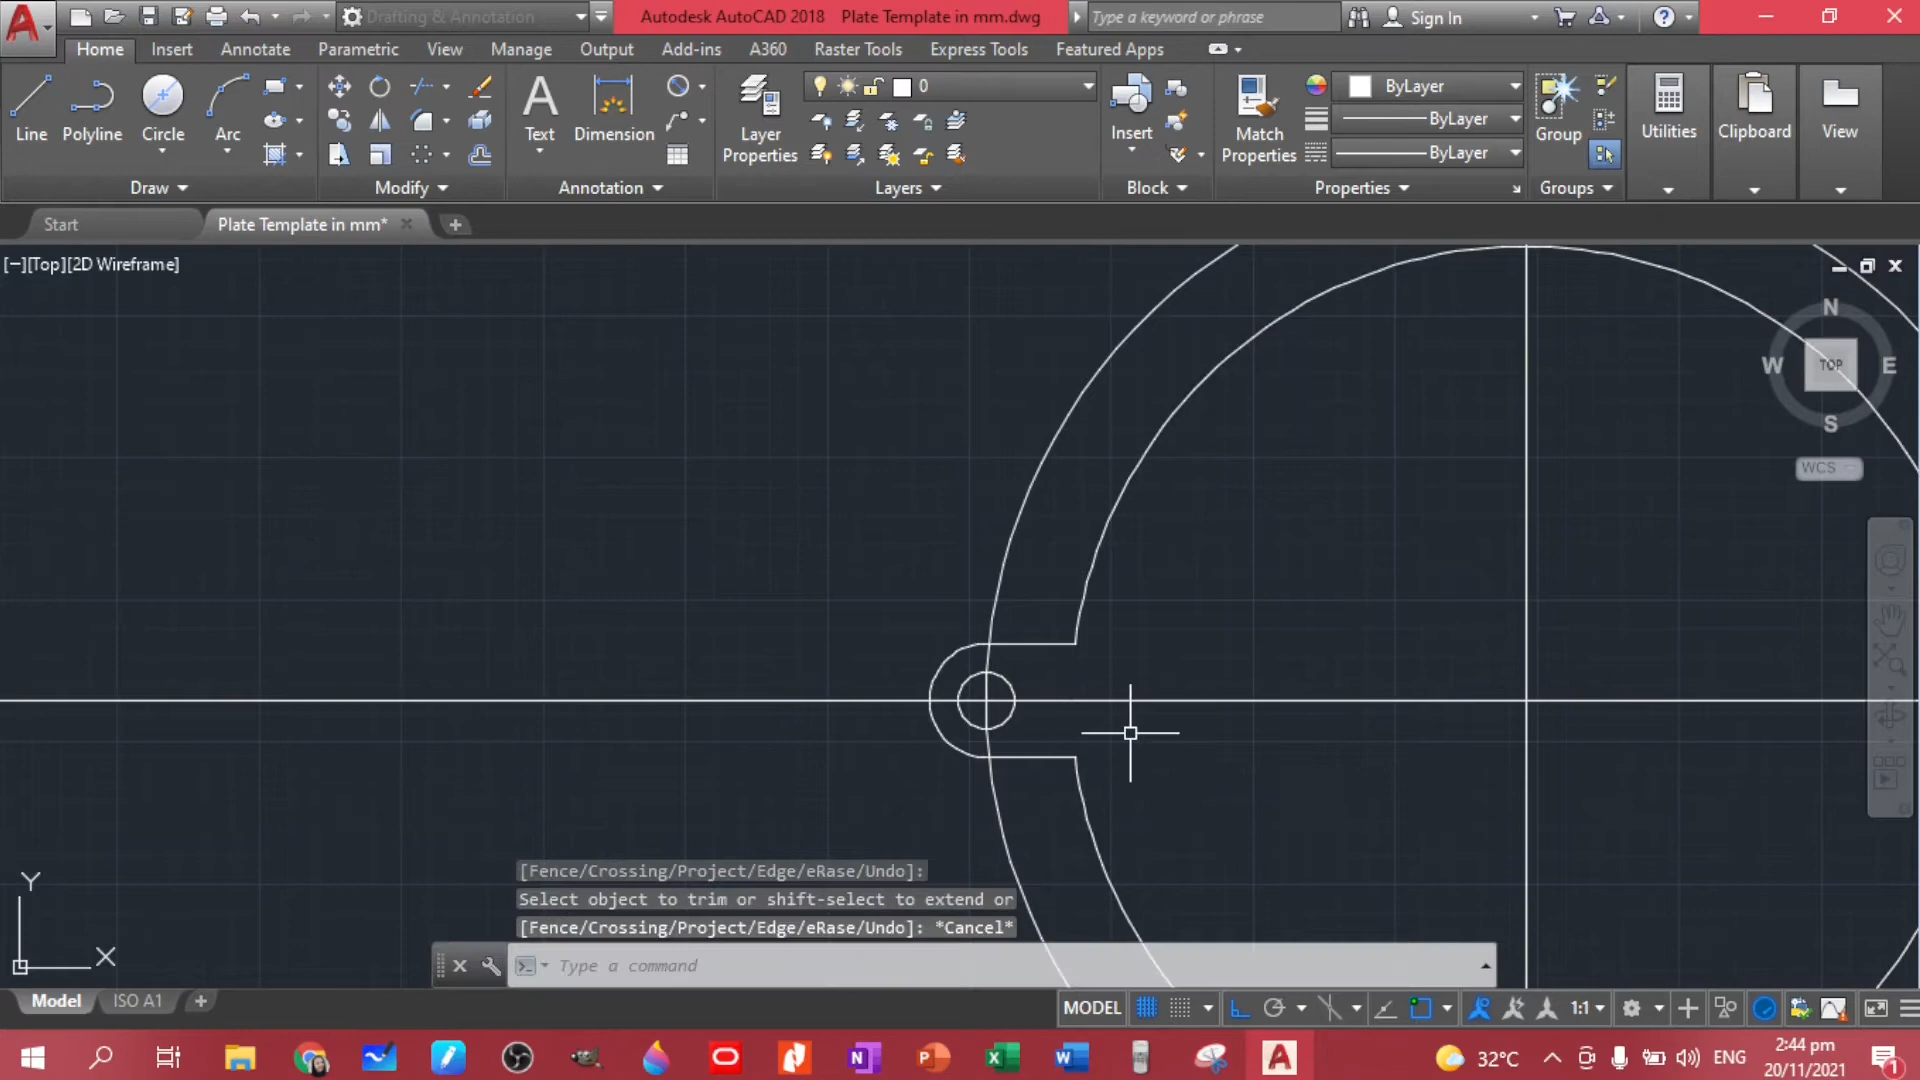 Drafting & Annotation
Autodesk AutoCAD 2018 Plate Template in mm.dwg
Type a keyword or phrase
Sign In
Home Insert Annotate Parametric View Manage Output Add-ins A360 Raster Tools Express Tools Featured Apps
0
ByLayer
ByLayer
ByLayer
Line Polyline Circle Arc
Text Dimension
Layer Properties
Insert
Match Properties
Group
Utilities
Clipboard
View
Draw Modify Annotation Layers Block Properties Groups
Start Plate Template in mm*
[−][Top][2D Wireframe]
N
W TOP E
S
WCS
[Fence/Crossing/Project/Edge/eRase/Undo]:
Select object to trim or shift-select to extend or
[Fence/Crossing/Project/Edge/eRase/Undo]: *Cancel*
Y
X
Type a command
Model ISO A1
MODEL
1:1
32°C
ENG
2:44 pm
20/11/2021
1